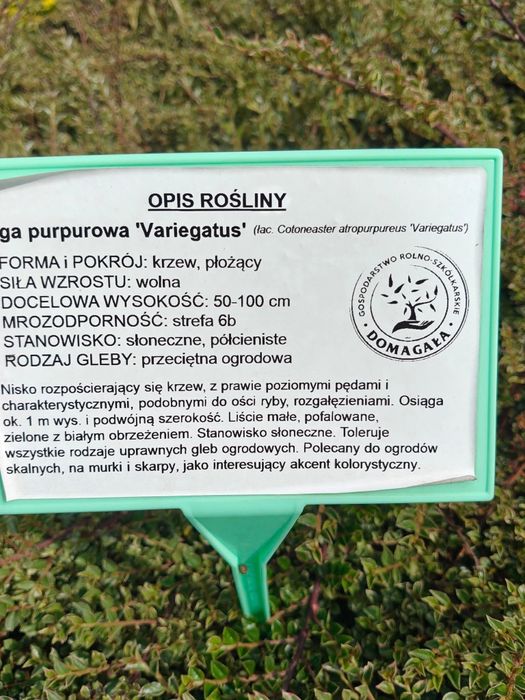 OPIS ROŚLINY
ga purpurowa 'Variegatus' (łac. Cotoneaster atropurpureus 'Variegatus')
FORMA i POKRÓJ: krzew, płożący
SIŁA WZROSTU: wolna
DOCELOWA WYSOKOŚĆ: 50-100 cm
MROZODPORNOŚĆ: strefa 6b
STANOWISKO: słoneczne, półcieniste
RODZAJ GLEBY: przeciętna ogrodowa
GOSPODARSTWO ROLNO-SZKÓŁKARSKIE
DOMAGAŁA
Nisko rozpościerający się krzew, z prawie poziomymi pędami i
charakterystycznymi, podobnymi do ości ryby, rozgałęzieniami. Osiąga
ok. 1 m wys. i podwójną szerokość. Liście małe, pofalowane,
zielone z białym obrzeżeniem. Stanowisko słoneczne. Toleruje
wszystkie rodzaje uprawnych gleb ogrodowych. Polecany do ogrodów
skalnych, na murki i skarpy, jako interesujący akcent kolorystyczny.